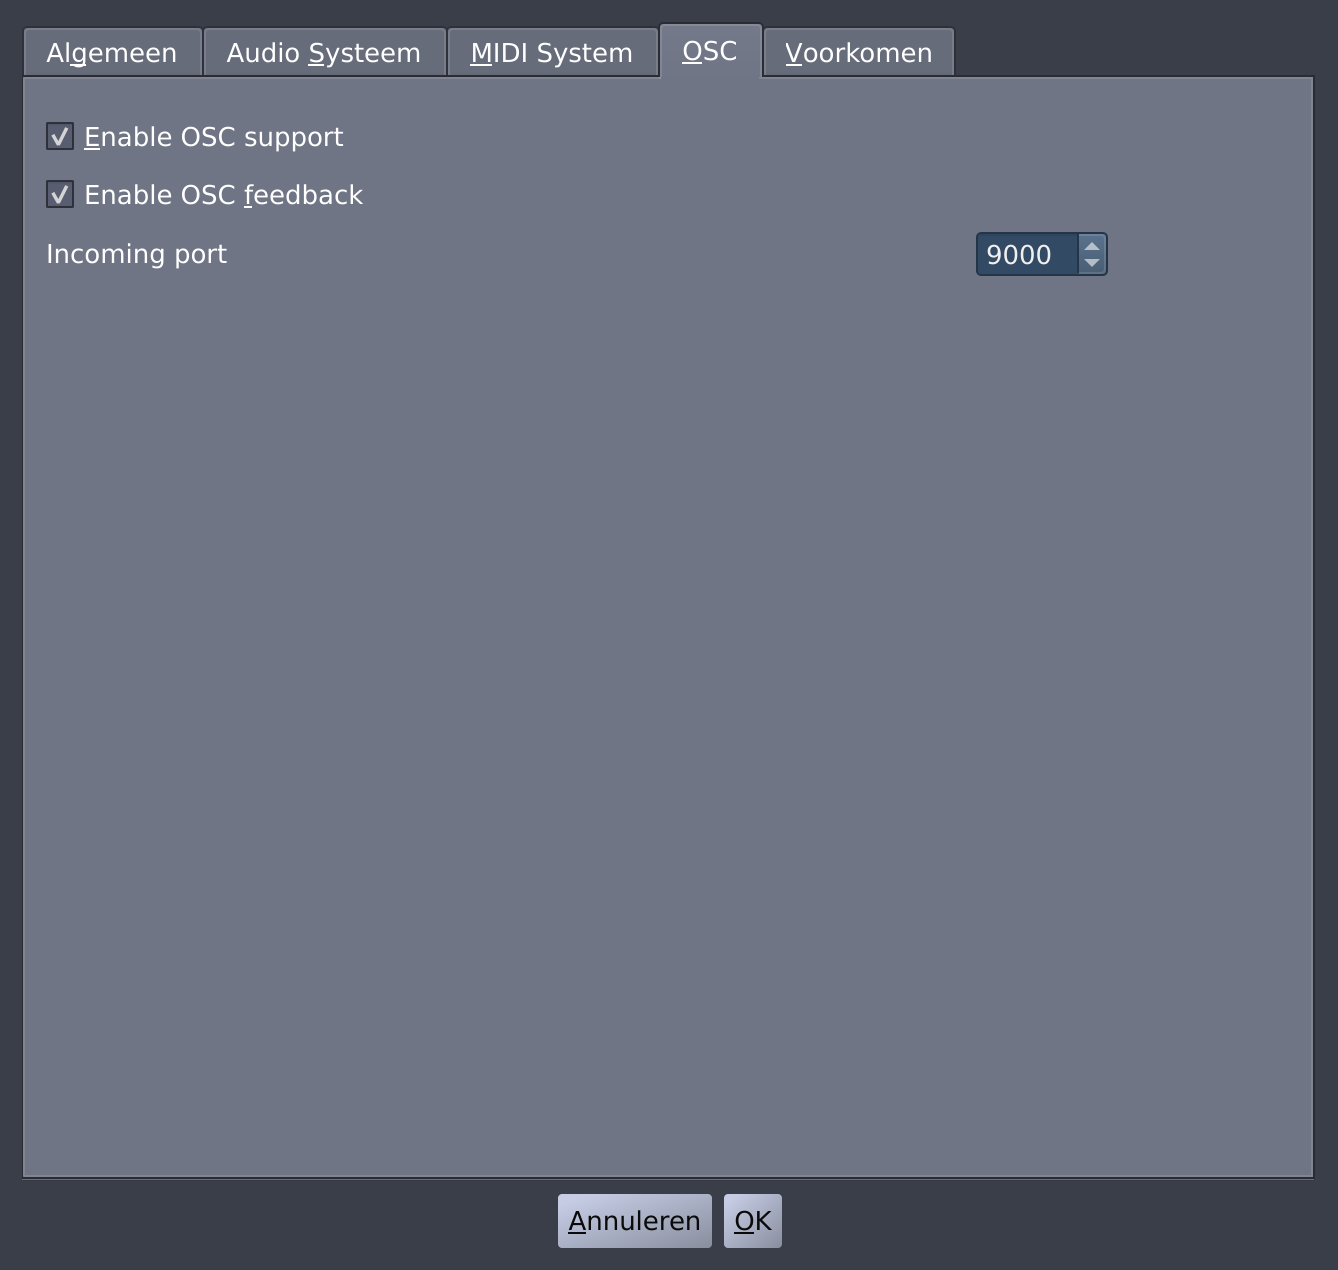 Algemeen Audio Systeem MIDI System OSC Voorkomen
Enable OSC support
Enable OSC feedback
Incoming port 9000
Annuleren OK